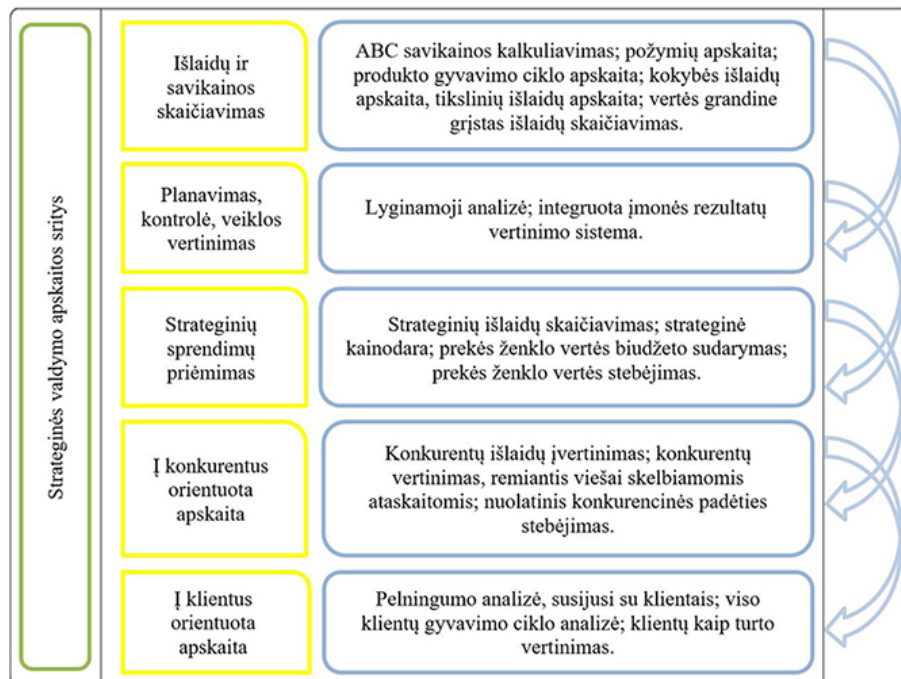 Strateginės valdymo apskaitos sritys
Išlaidų ir
savikainos
skaičiavimas
ABC savikainos kalkuliavimas; požymių apskaita;
produkto gyvavimo ciklo apskaita; kokybės išlaidų
apskaita, tikslinių išlaidų apskaita; vertės grandine
grįstas išlaidų skaičiavimas.
Planavimas,
kontrolė, veiklos
vertinimas
Lyginamoji analizė; integruota įmonės rezultatų
vertinimo sistema.
Strateginių
sprendimų
priėmimas
Strateginių išlaidų skaičiavimas; strateginė
kainodara; prekės ženklo vertės biudžeto sudarymas;
prekės ženklo vertės stebėjimas.
Į konkurentus
orientuota
apskaita
Konkurentų išlaidų įvertinimas; konkurentų
vertinimas, remiantis viešai skelbiamomis
ataskaitomis; nuolatinis konkurencinės padėties
stebėjimas.
Į klientus
orientuota
apskaita
Pelningumo analizė, susijusi su klientais; viso
klientų gyvavimo ciklo analizė; klientų kaip turto
vertinimas.